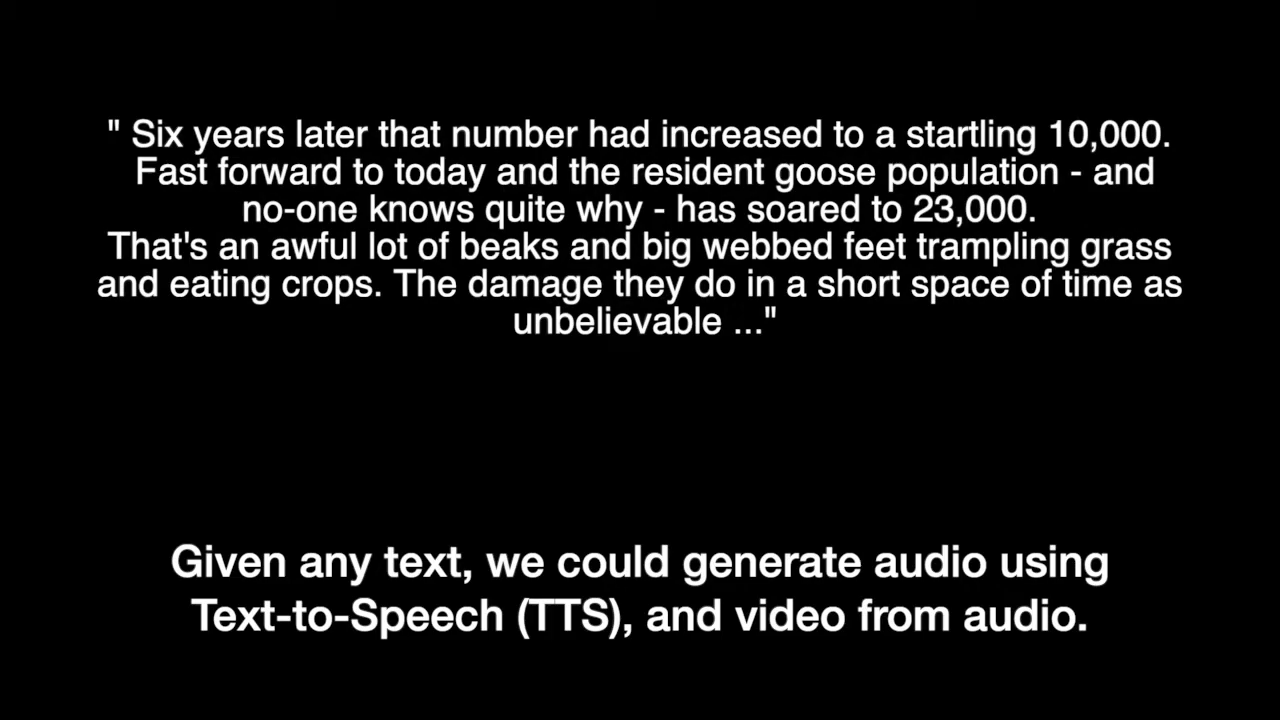 " Six years later that number had increased to a startling 10,000.
Fast forward to today and the resident goose population - and
no-one knows quite why - has soared to 23,000.
That's an awful lot of beaks and big webbed feet trampling grass
and eating crops. The damage they do in a short space of time as
unbelievable ..."
Given any text, we could generate audio using
Text-to-Speech (TTS), and video from audio.